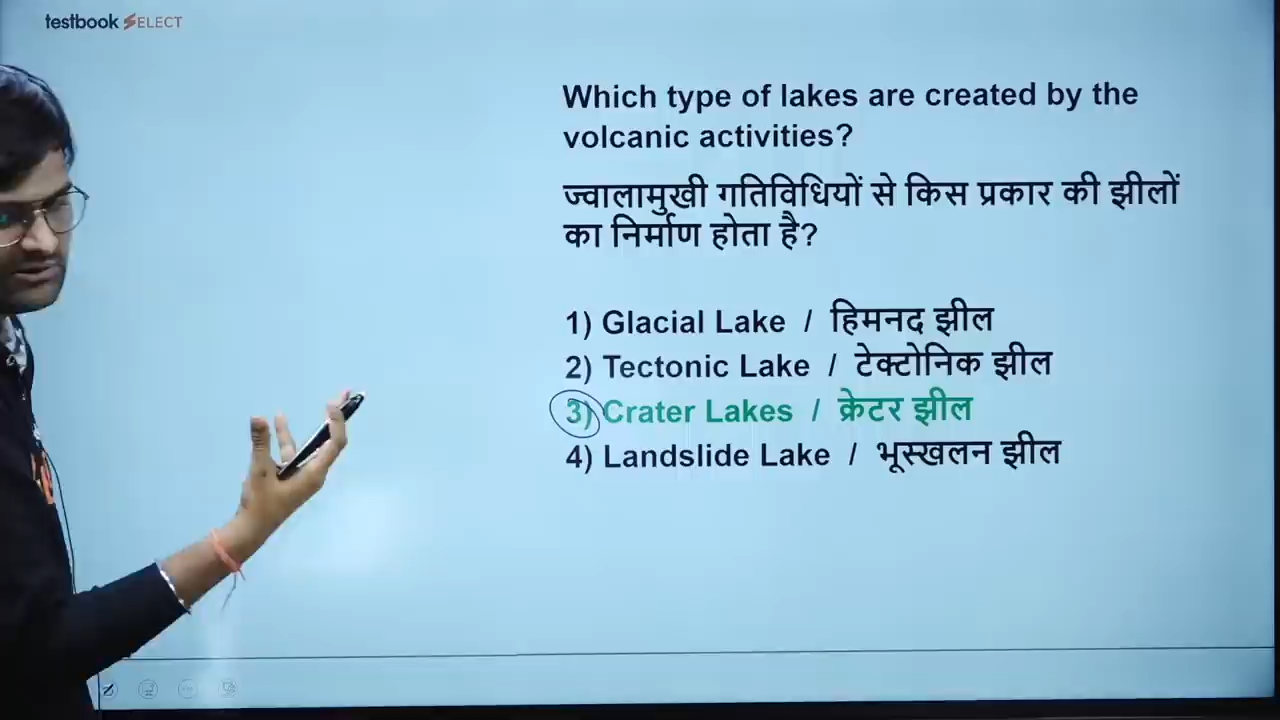 testbook SELECT
Which type of lakes are created by the
volcanic activities?
ज्वालामुखी गतिविधियों से किस प्रकार की झीलों
का निर्माण होता है?
1) Glacial Lake / हिमनद झील
2) Tectonic Lake / टेक्टोनिक झील
3) Crater Lakes / क्रेटर झील
4) Landslide Lake / भूस्खलन झील